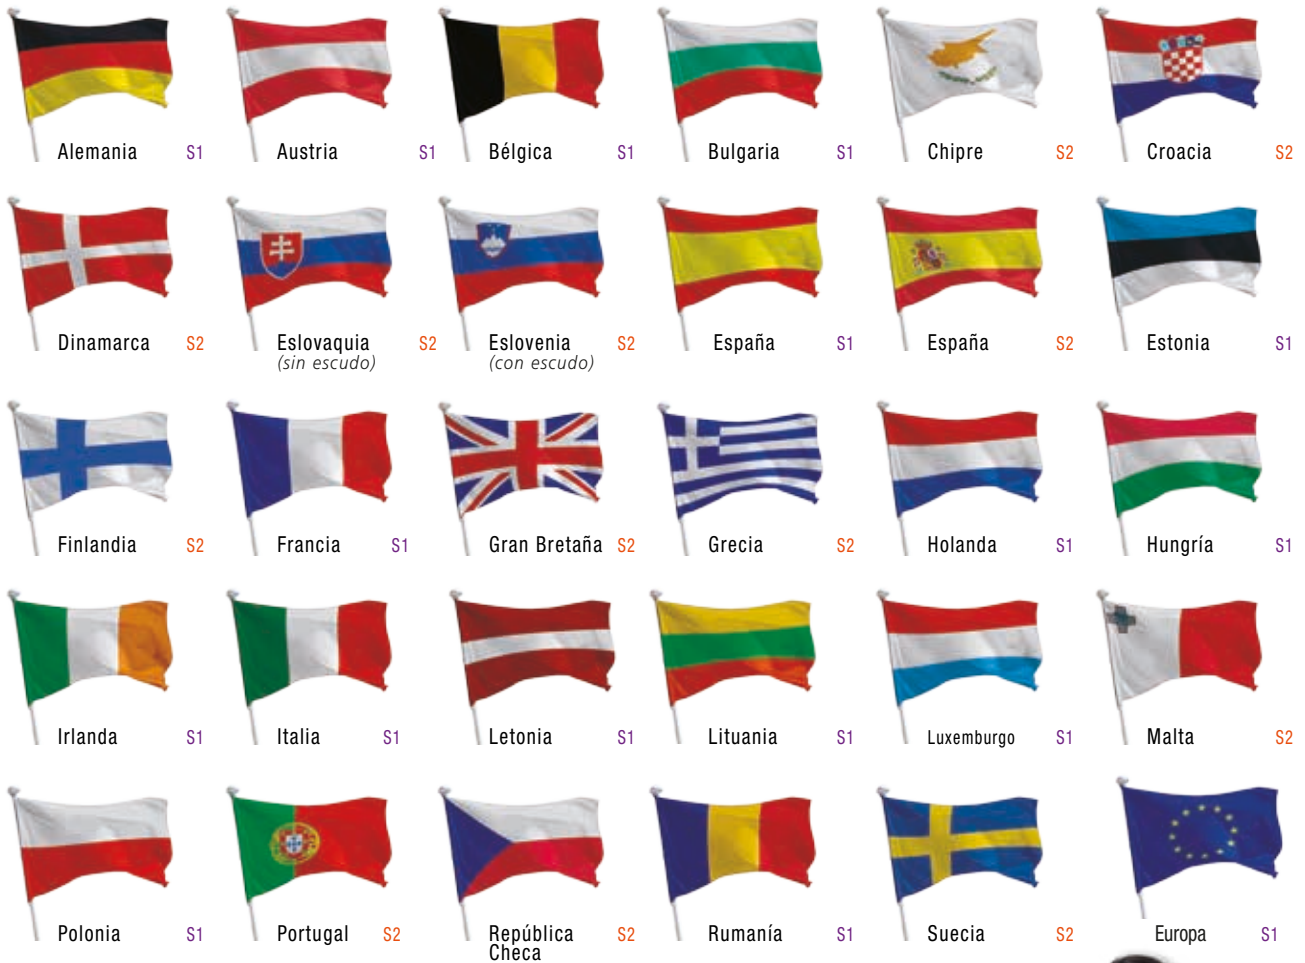 Alemania S1 Austria S1 Bélgica S1 Bulgaria S1 Chipre S2 Croacia S2
Dinamarca S2 Eslovaquia S2 Eslovenia S2 España S1 España S2 Estonia S1
(sin escudo) (con escudo)
Finlandia S2 Francia S1 Gran Bretaña S2 Grecia S2 Holanda S1 Hungría S1
Irlanda S1 Italia S1 Letonia S1 Lituania S1 Luxemburgo S1 Malta S2
Polonia S1 Portugal S2 República S2 Rumanía S1 Suecia S2 Europa S1
Checa